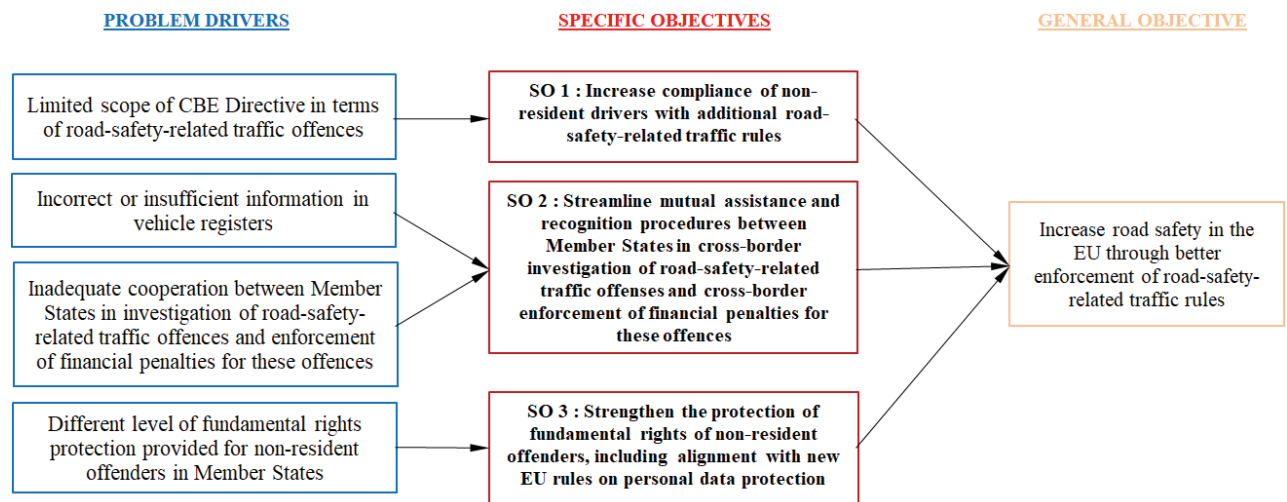 PROBLEM DRIVERS
Limited scope of CBE Directive in terms
of road-safety-related traffic offences
Incorrect or insufficient information in
vehicle registers
Inadequate cooperation between Member
States in investigation of road-safety-
related traffic offences and enforcement
of financial penalties for these offences
Different level of fundamental rights
protection provided for non-resident
offenders in Member States
SPECIFIC OBJECTIVES
SO 1 : Increase compliance of non-
resident drivers with additional road-
safety-related traffic rules
SO 2 : Streamline mutual assistance and
recognition procedures between
Member States in cross-border
investigation of road-safety-related
traffic offenses and cross-border
enforcement of financial penalties for
these offences
SO 3 : Strengthen the protection of
fundamental rights of non-resident
offenders, including alignment with new
EU rules on personal data protection
GENERAL OBJECTIVE
Increase road safety in the
EU through better
enforcement of road-safety-
related traffic rules